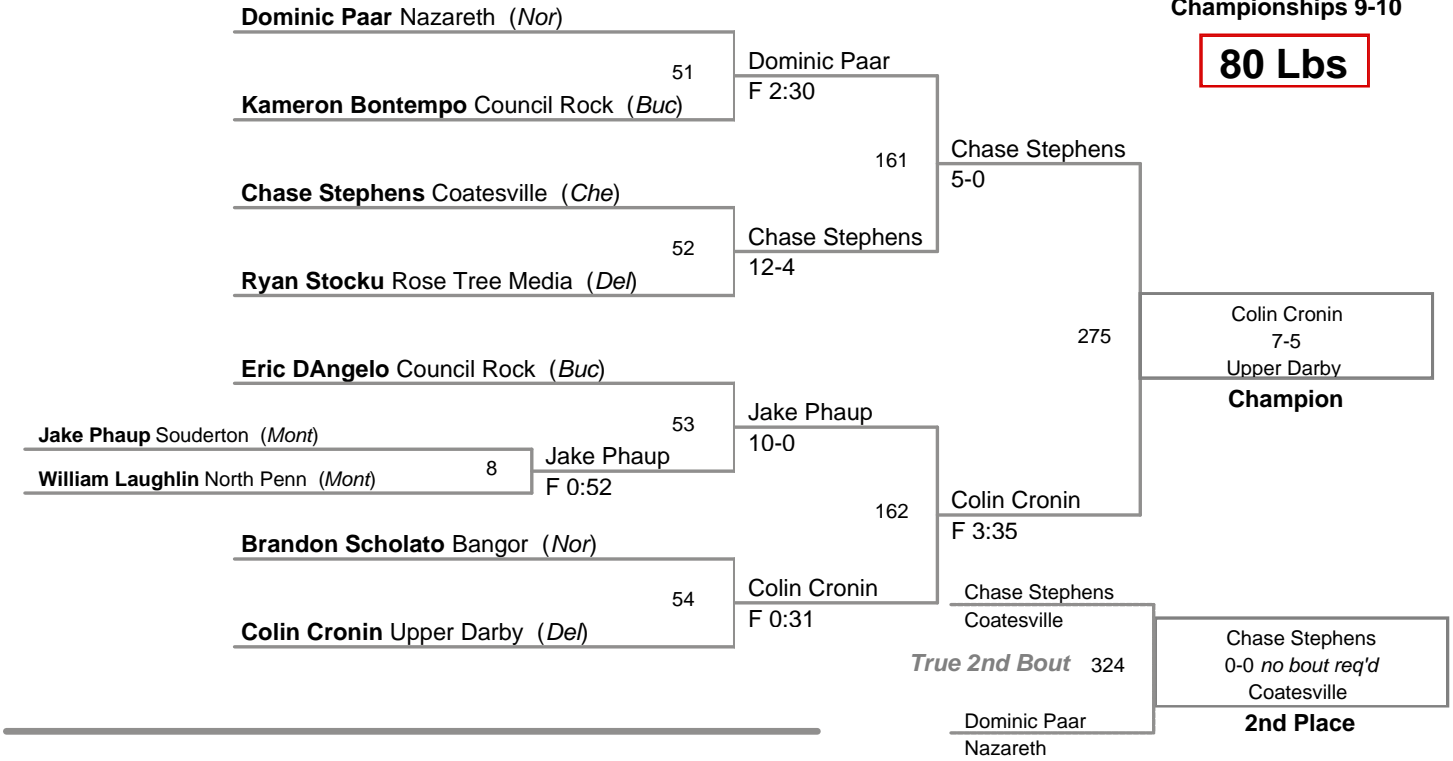 Championships 9-10
80 Lbs
Dominic Paar Nazareth (Nor)
51
Kameron Bontempo Council Rock (Buc)
Dominic Paar
F 2:30
161
Chase Stephens
5-0
Chase Stephens Coatesville (Che)
52
Ryan Stocku Rose Tree Media (Del)
Chase Stephens
12-4
275
Colin Cronin
7-5
Upper Darby
Champion
Eric DAngelo Council Rock (Buc)
53
Jake Phaup Souderton (Mont)
8
William Laughlin North Penn (Mont)
Jake Phaup
F 0:52
Jake Phaup
10-0
162
Colin Cronin
F 3:35
Brandon Scholato Bangor (Nor)
54
Colin Cronin Upper Darby (Del)
Colin Cronin
F 0:31
Chase Stephens
Coatesville
True 2nd Bout 324
Dominic Paar
Nazareth
Chase Stephens
0-0 no bout req'd
Coatesville
2nd Place